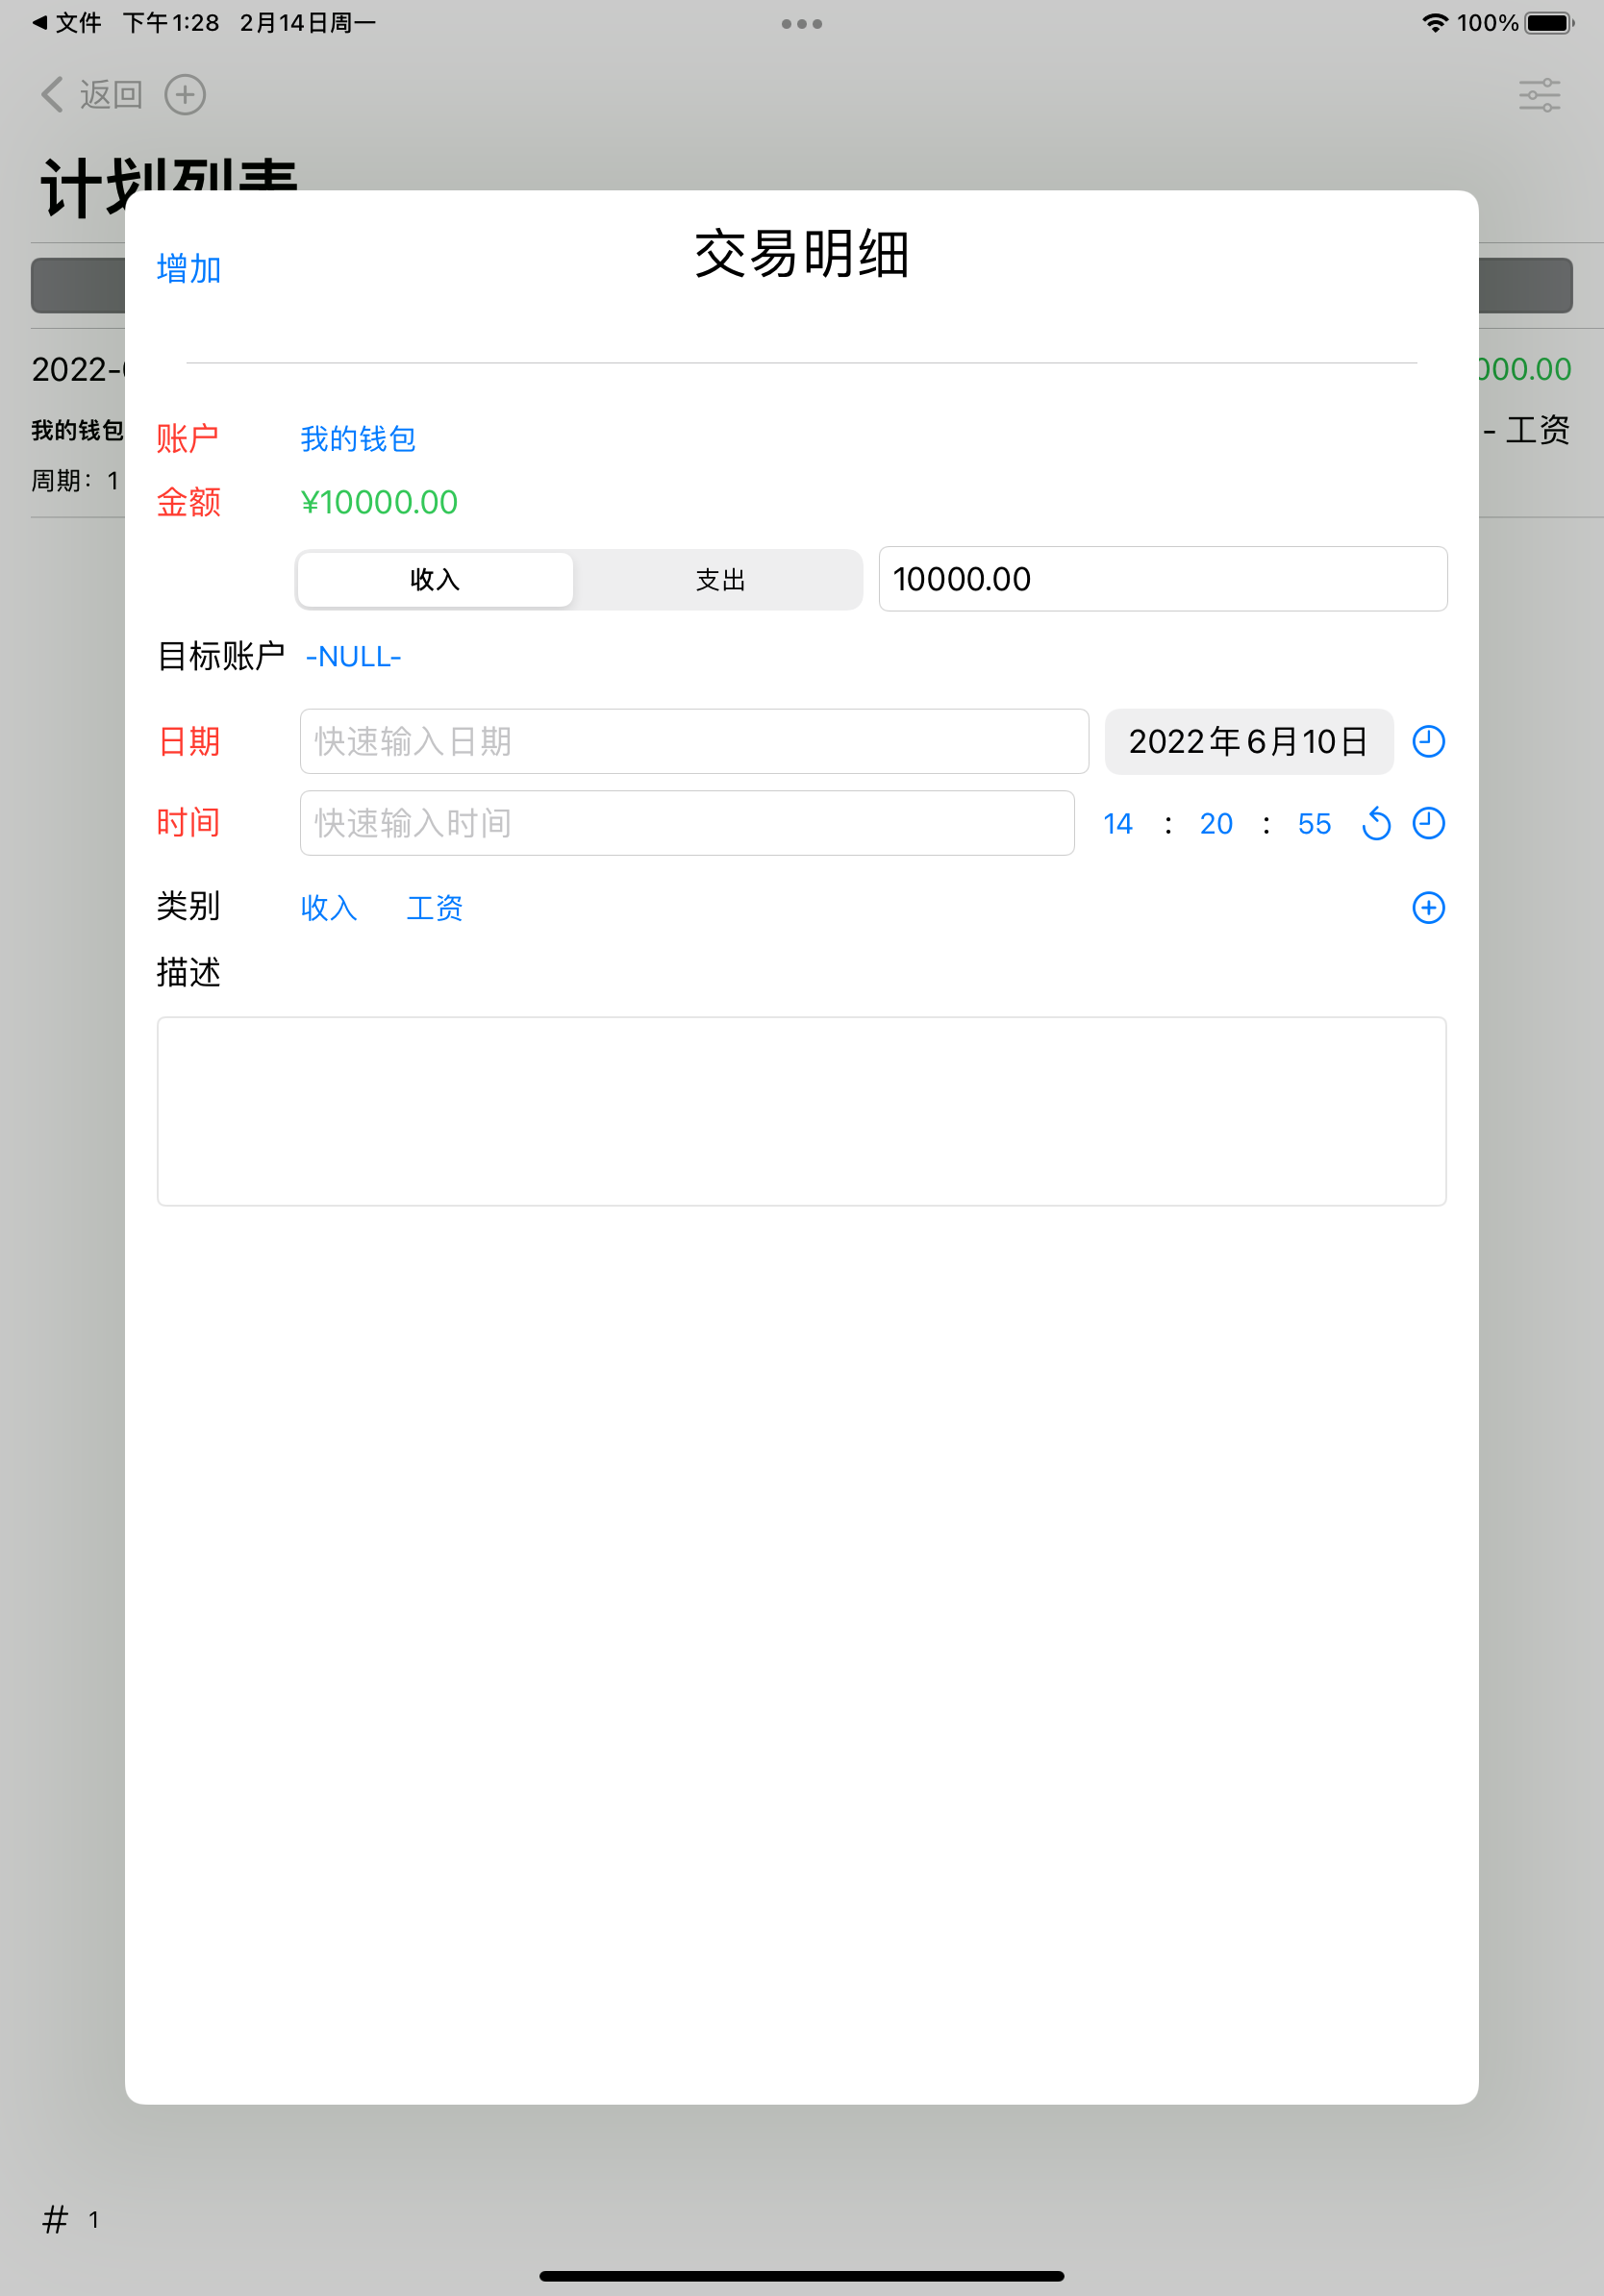 文件 下午1:28 2月14日周一 100%
返回
计划列表
增加 交易明细
2022- 000.00
账户 我的钱包
我的钱包 - 工资
周期：1
金额 ¥10000.00
收入 支出 10000.00
目标账户 -NULL-
日期 快速输入日期 2022年6月10日
时间 快速输入时间 14 : 20 : 55
类别 收入 工资
描述
# 1